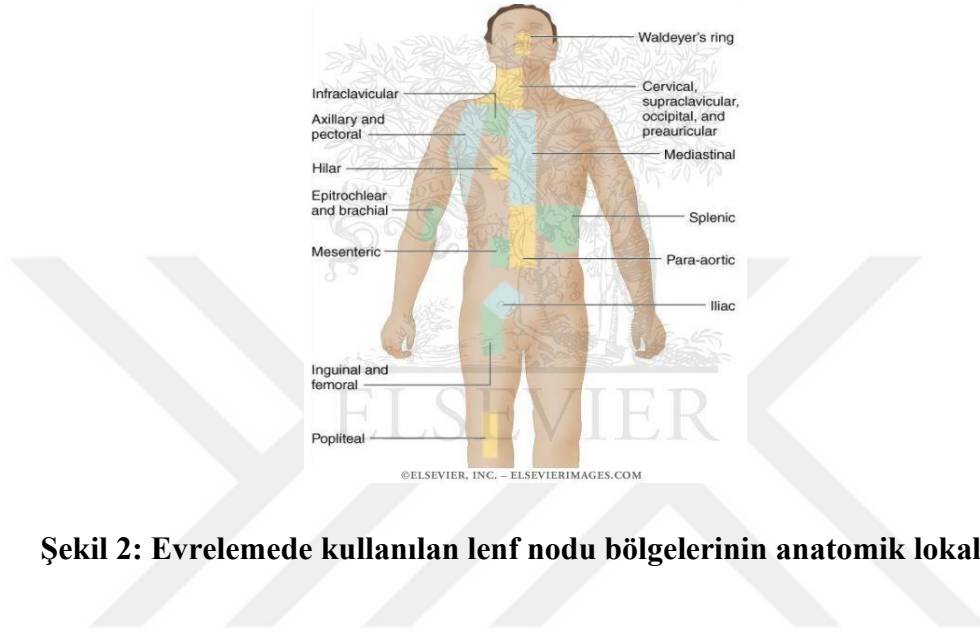 Waldeyer's ring
Infraclavicular
Cervical,
supraclavicular,
occipital, and
preauricular
Axillary and
pectoral
Mediastinal
Hilar
Epitrochlear
and brachial
Splenic
Mesenteric
Para-aortic
Iliac
Inguinal and
femoral
ELSEVIER
Popliteal
©ELSEVIER, INC. – ELSEVIERIMAGES.COM
Şekil 2: Evrelemede kullanılan lenf nodu bölgelerinin anatomik lokal